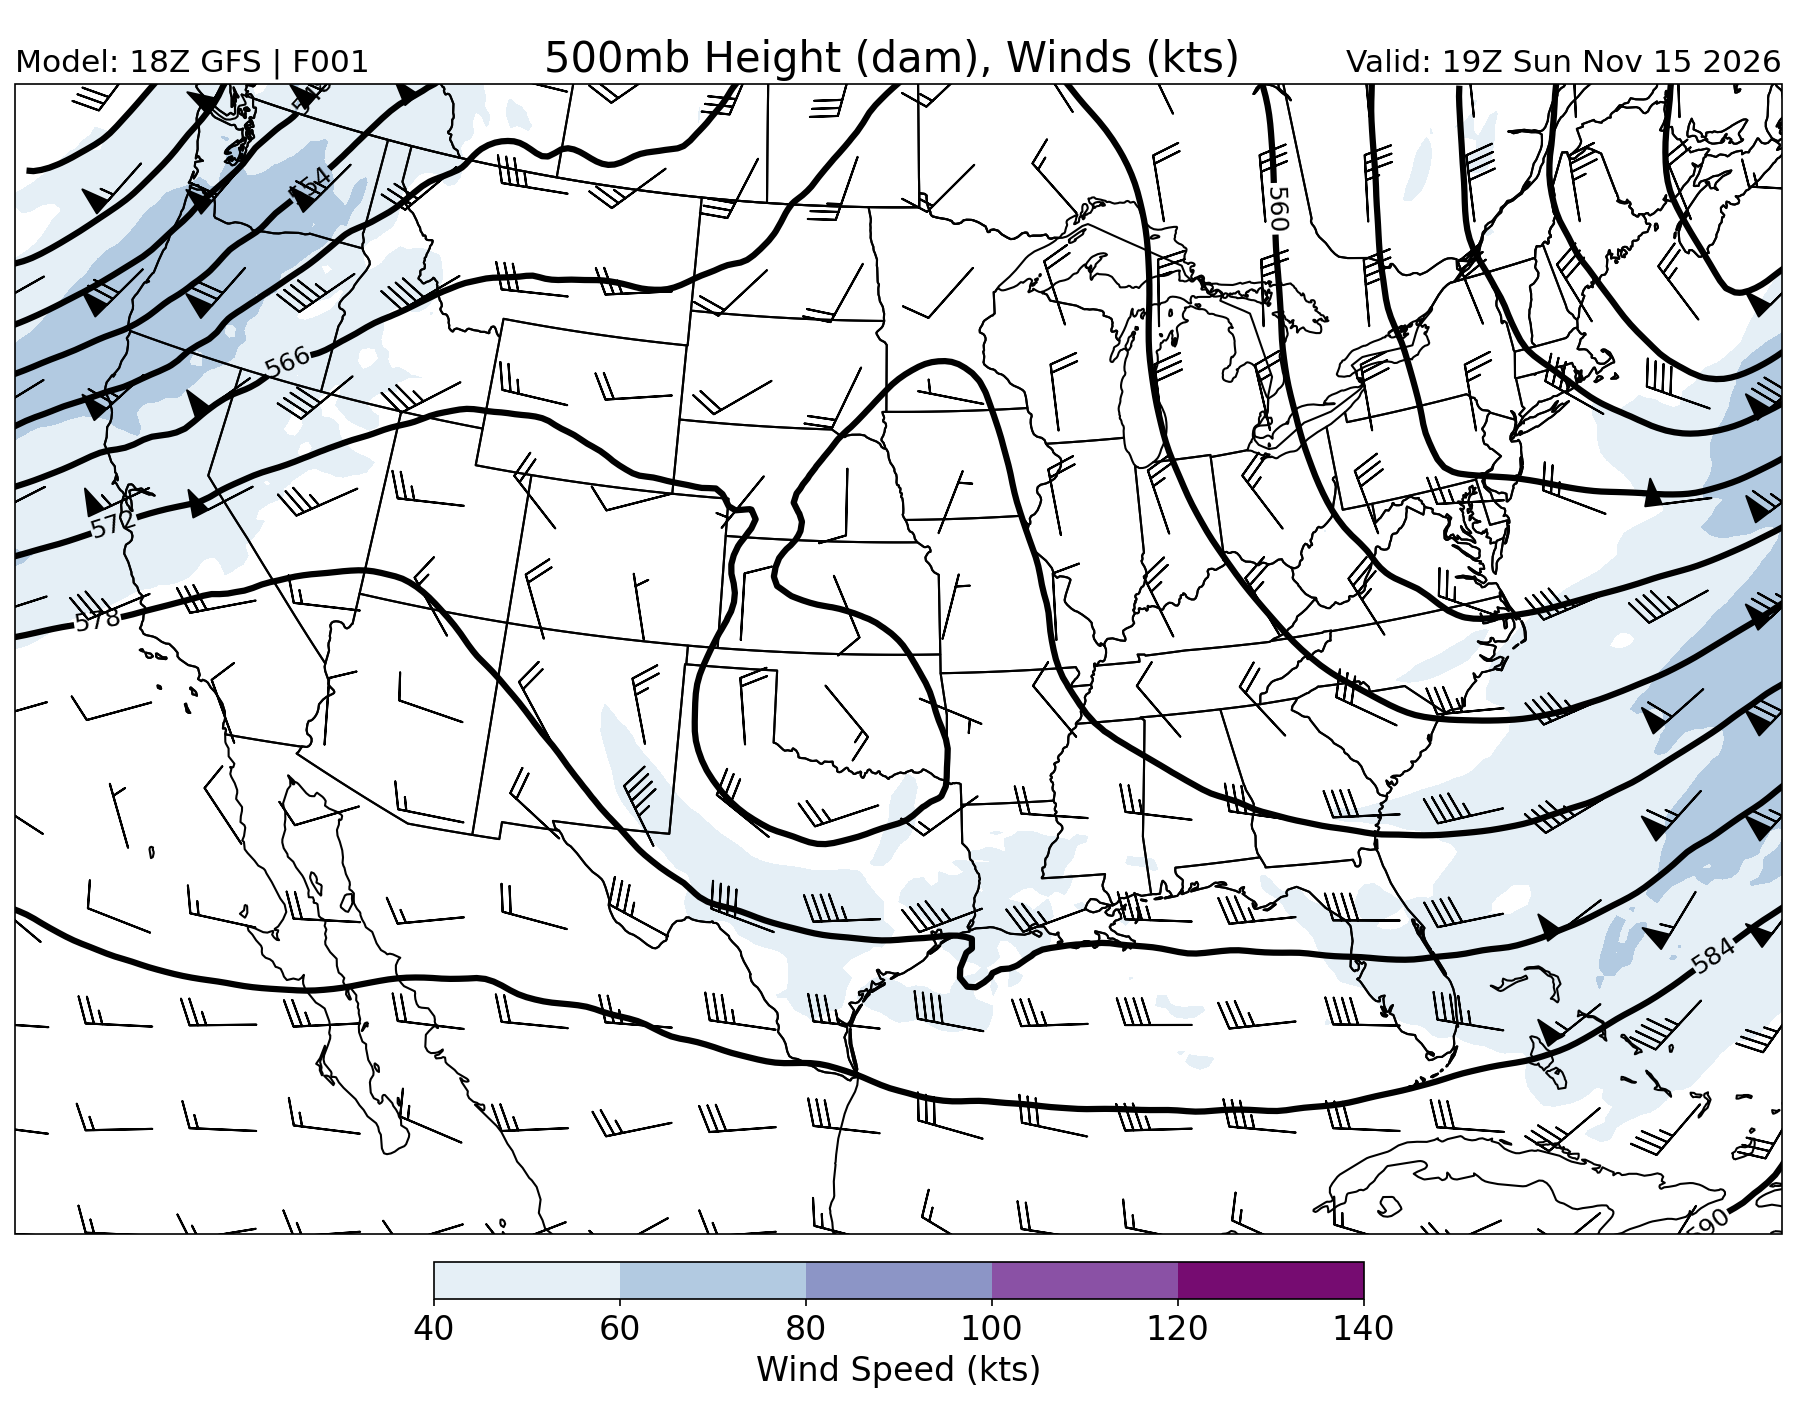 Model: 18Z GFS | F001
500mb Height (dam), Winds (kts)
Valid: 19Z Sun Nov 15 2026
560
566
572
578
584
590
40 60 80 100 120 140
Wind Speed (kts)